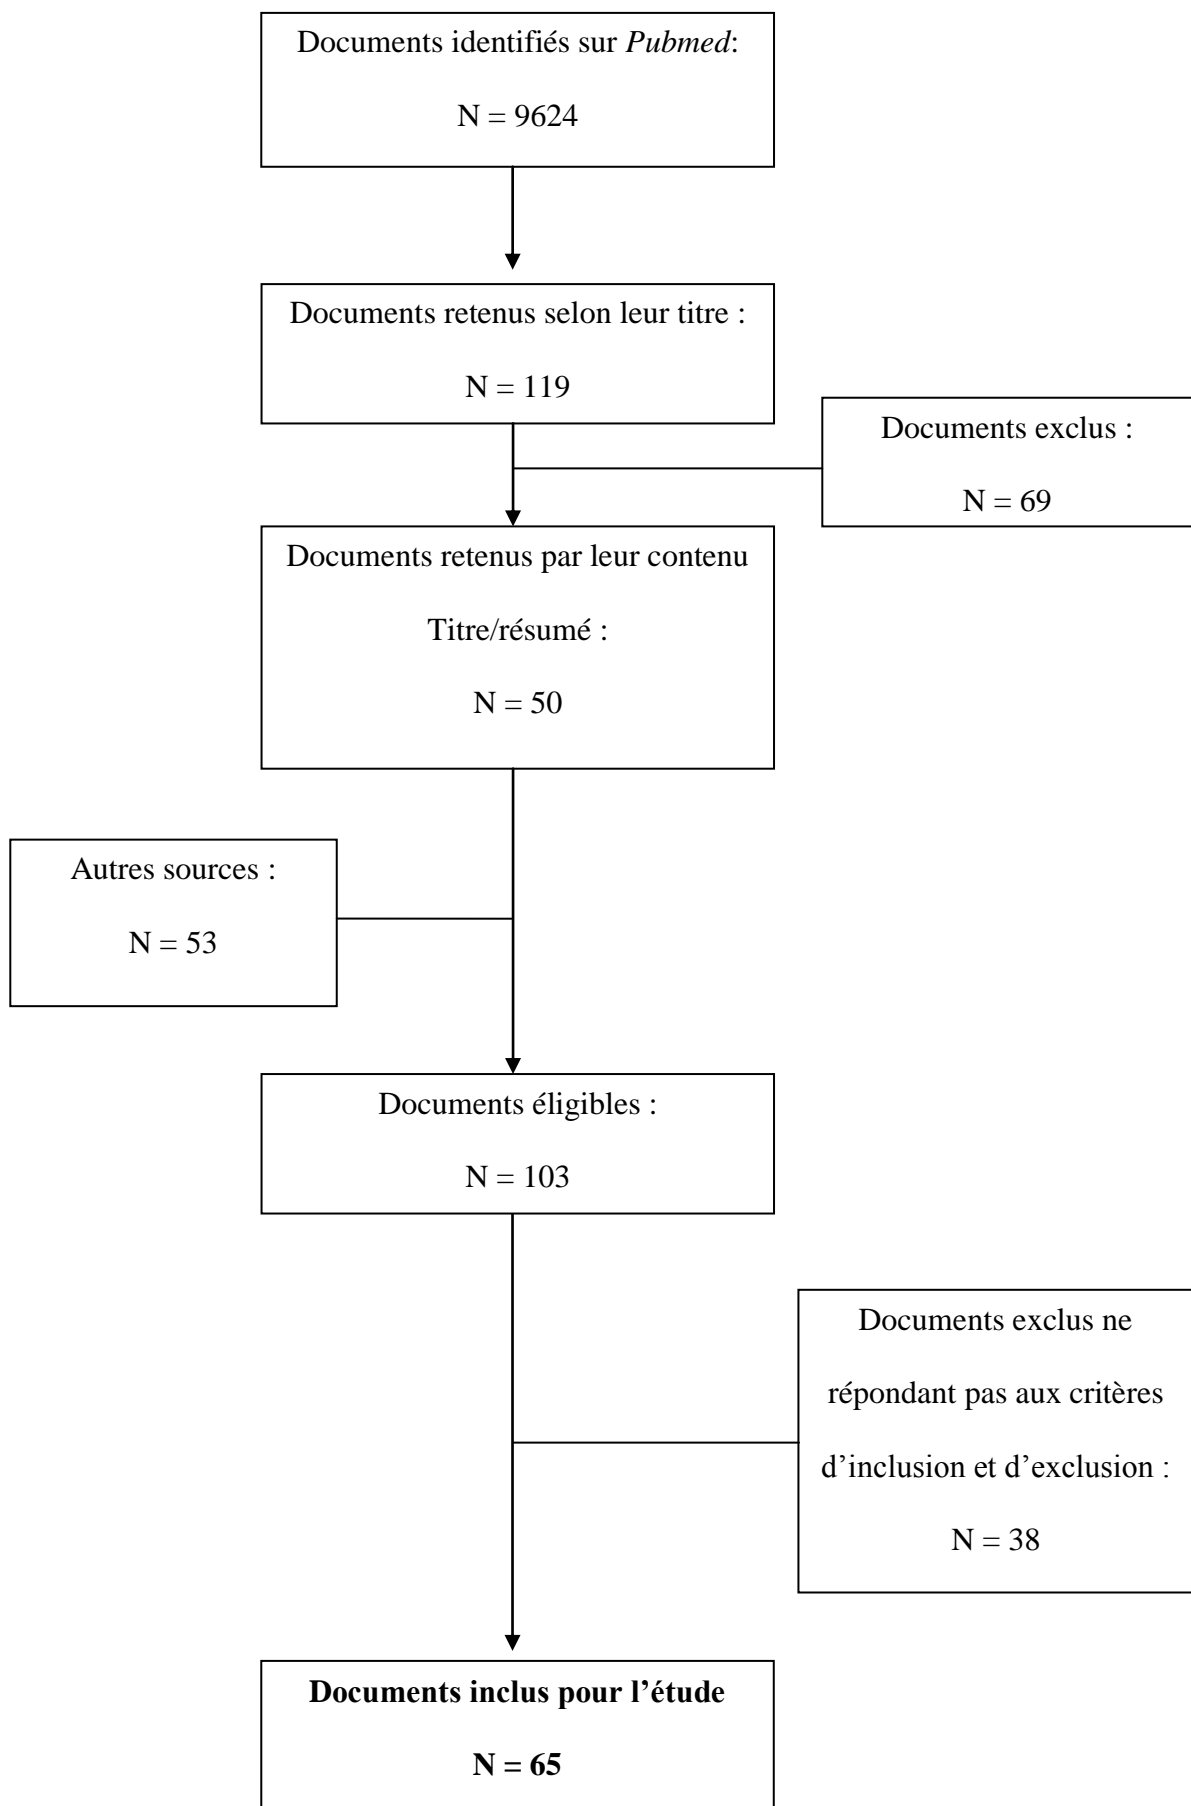 Documents identifiés sur Pubmed:
N = 9624
Documents retenus selon leur titre :
N = 119
Documents exclus :
N = 69
Documents retenus par leur contenu
Titre/résumé :
N = 50
Autres sources :
N = 53
Documents éligibles :
N = 103
Documents exclus ne
répondant pas aux critères
d’inclusion et d’exclusion :
N = 38
Documents inclus pour l’étude
N = 65